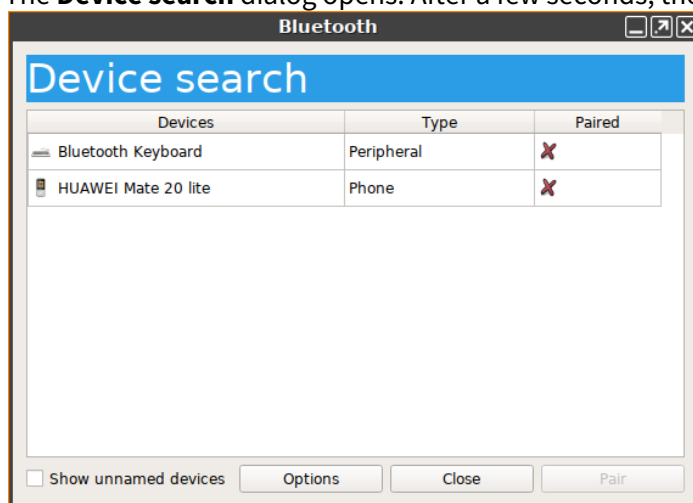 The Device search dialog opens. After a few seconds, the
Bluetooth
Device search
Devices Type Paired
Bluetooth Keyboard Peripheral
HUAWEI Mate 20 lite Phone
Show unnamed devices Options Close Pair